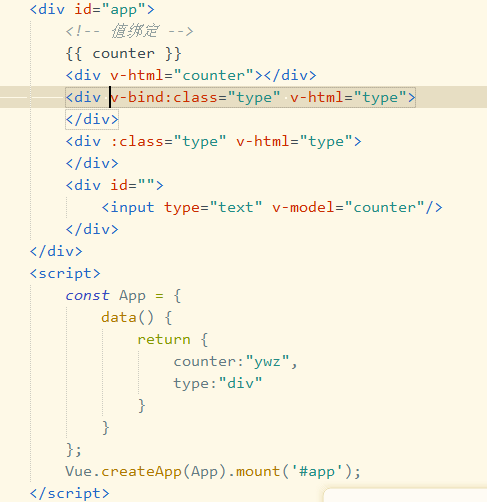 <div id="app">
<!-- 值绑定 -->
{{ counter }}
<div v-html="counter"></div>
<div v-bind:class="type" v-html="type">
</div>
<div :class="type" v-html="type">
</div>
<div id="">
<input type="text" v-model="counter"/>
</div>
</div>
<script>
const App = {
data() {
return {
counter:"ywz",
type:"div"
}
}
};
Vue.createApp(App).mount('#app');
</script>